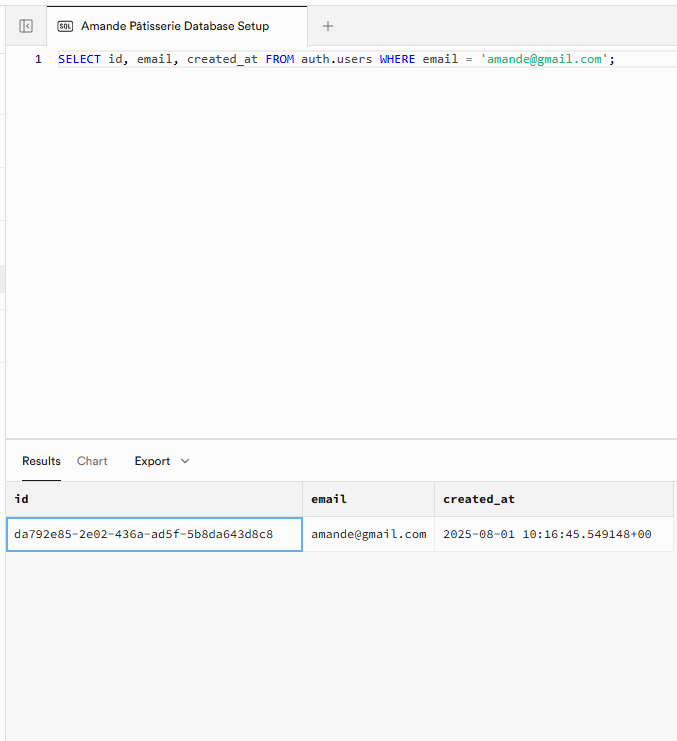 SQL Amande Pâtisserie Database Setup
1 SELECT id, email, created_at FROM auth.users WHERE email = 'amande@gmail.com';
Results Chart Export
id email created_at
da792e85-2e02-436a-ad5f-5b8da643d8c8 amande@gmail.com 2025-08-01 10:16:45.549148+00